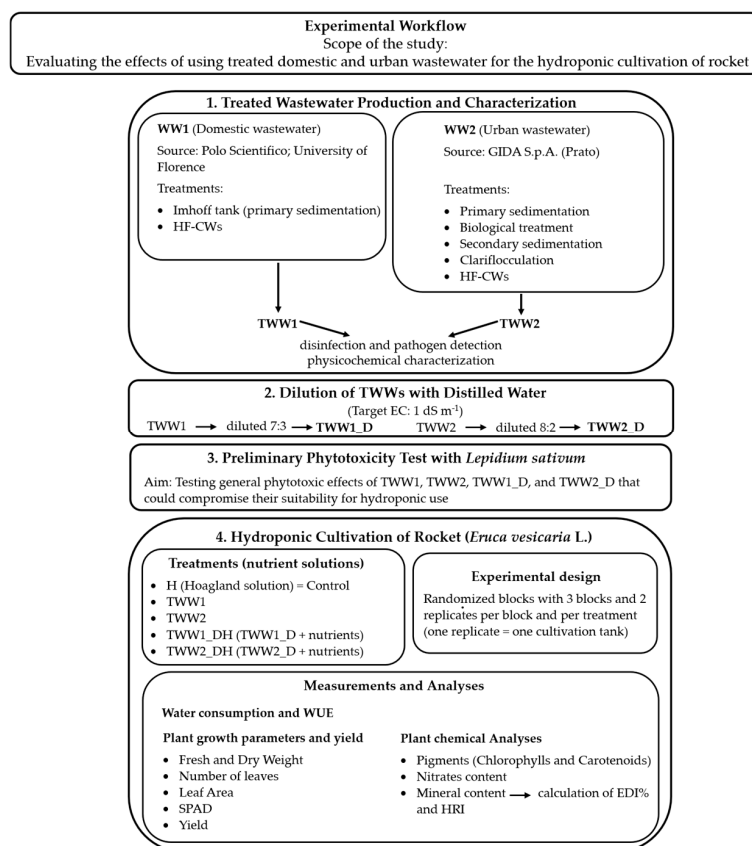 Experimental Workflow
Scope of the study:
Evaluating the effects of using treated domestic and urban wastewater for the hydroponic cultivation of rocket
1. Treated Wastewater Production and Characterization
WW1 (Domestic wastewater)
Source: Polo Scientifico; University of
Florence
Treatments:
• Imhoff tank (primary sedimentation)
• HF-CWs
WW2 (Urban wastewater)
Source: GIDA S.p.A. (Prato)
Treatments:
• Primary sedimentation
• Biological treatment
• Secondary sedimentation
• Clariflocculation
• HF-CWs
TWW1 TWW2
disinfection and pathogen detection
physicochemical characterization
2. Dilution of TWWs with Distilled Water
(Target EC: 1 dS m⁻¹)
TWW1 → diluted 7:3 → TWW1_D TWW2 → diluted 8:2 → TWW2_D
3. Preliminary Phytotoxicity Test with Lepidium sativum
Aim: Testing general phytotoxic effects of TWW1, TWW2, TWW1_D, and TWW2_D that
could compromise their suitability for hydroponic use
4. Hydroponic Cultivation of Rocket (Eruca vesicaria L.)
Treatments (nutrient solutions)
• H (Hoagland solution) = Control
• TWW1
• TWW2
• TWW1_DH (TWW1_D + nutrients)
• TWW2_DH (TWW2_D + nutrients)
Experimental design
Randomized blocks with 3 blocks and 2
replicates per block and per treatment
(one replicate = one cultivation tank)
Measurements and Analyses
Water consumption and WUE
Plant growth parameters and yield
• Fresh and Dry Weight
• Number of leaves
• Leaf Area
• SPAD
• Yield
Plant chemical Analyses
• Pigments (Chlorophylls and Carotenoids)
• Nitrates content
• Mineral content → calculation of EDI%
and HRI